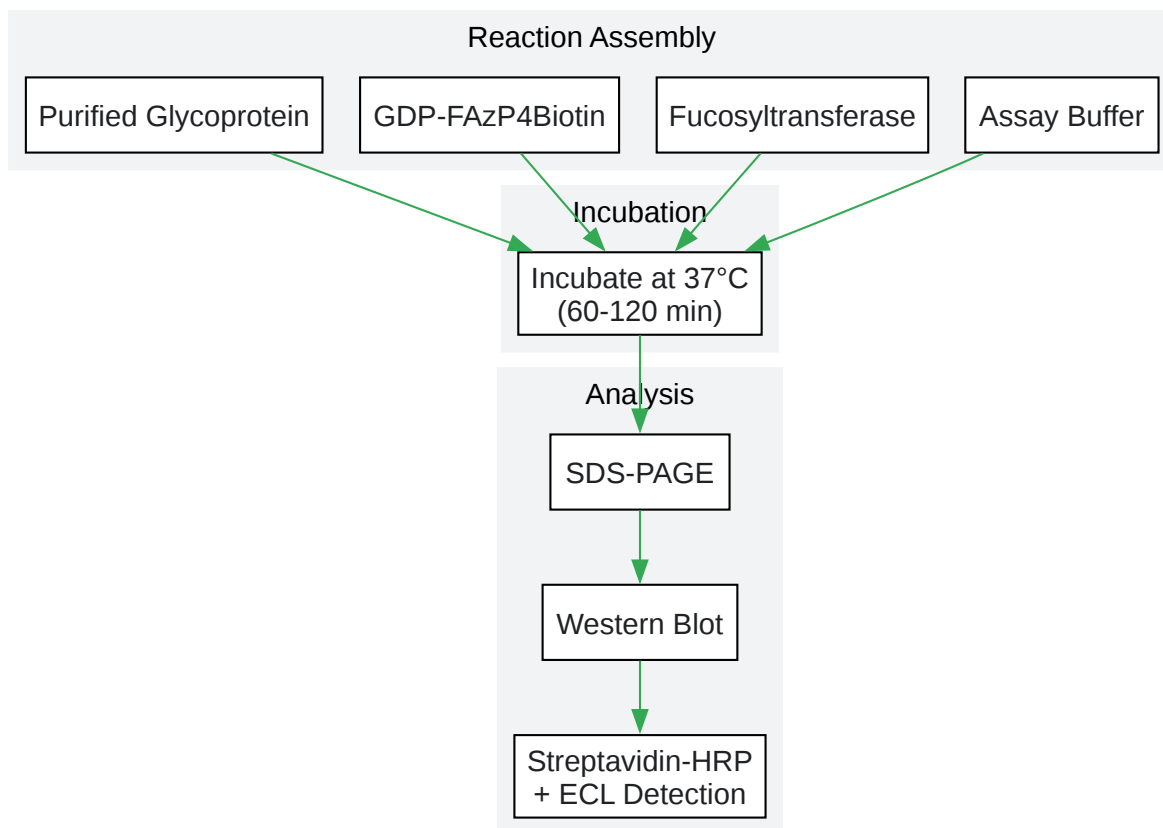 Reaction Assembly
Purified Glycoprotein
GDP-FAzP4Biotin
Fucosyltransferase
Assay Buffer
Incubation
Incubate at 37°C
(60-120 min)
Analysis
SDS-PAGE
Western Blot
Streptavidin-HRP
+ ECL Detection